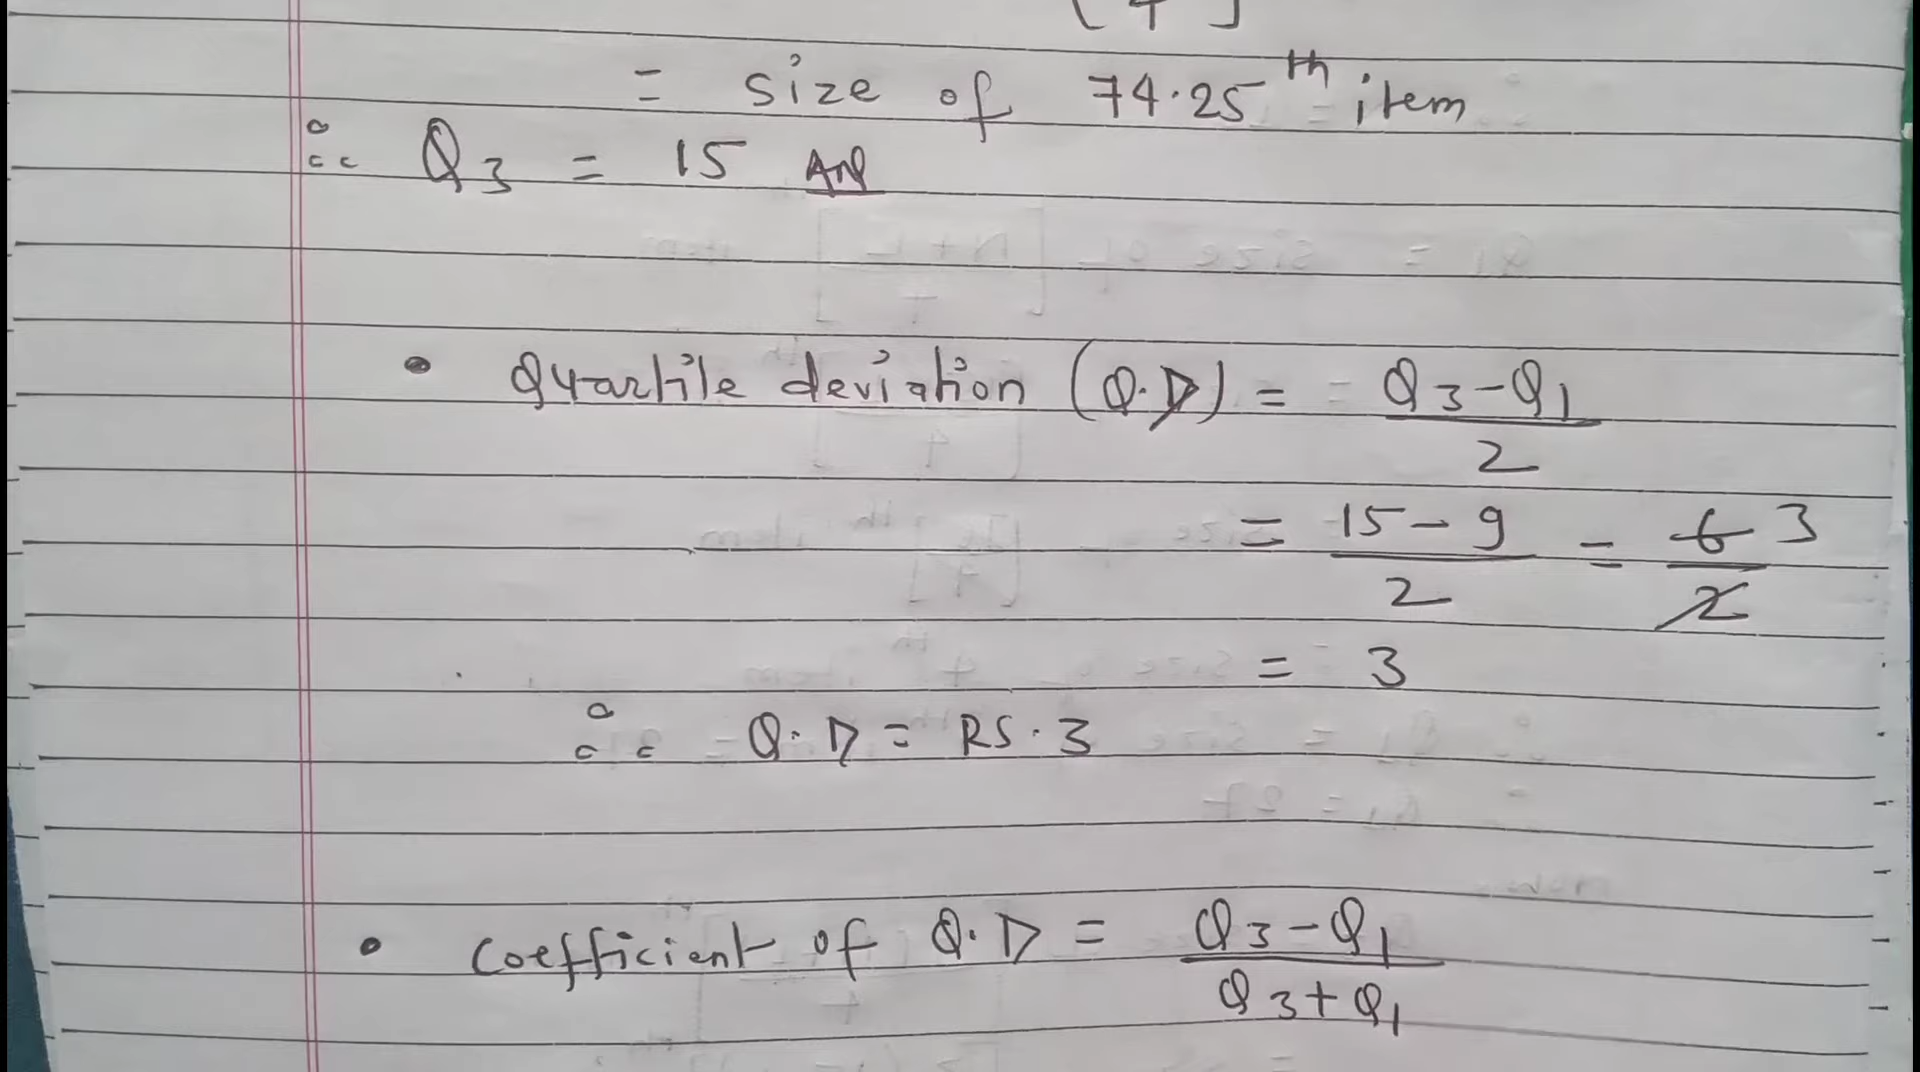 = size of 74.25th item
∴ Q3 = 15 Ans
• Quartile deviation (Q.D) = Q3-Q1 / 2
= 15-9 / 2 = 6 / 2 3
= 3
∴ Q.D = RS.3
• Coefficient of Q.D = Q3-Q1 / Q3+Q1